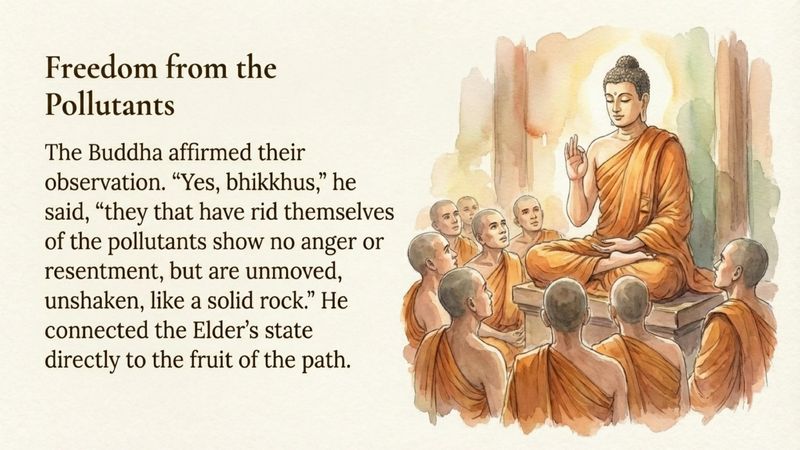 Freedom from the
Pollutants
The Buddha affirmed their
observation. “Yes, bhikkhus,” he
said, “they that have rid themselves
of the pollutants show no anger or
resentment, but are unmoved,
unshaken, like a solid rock.” He
connected the Elder’s state
directly to the fruit of the path.